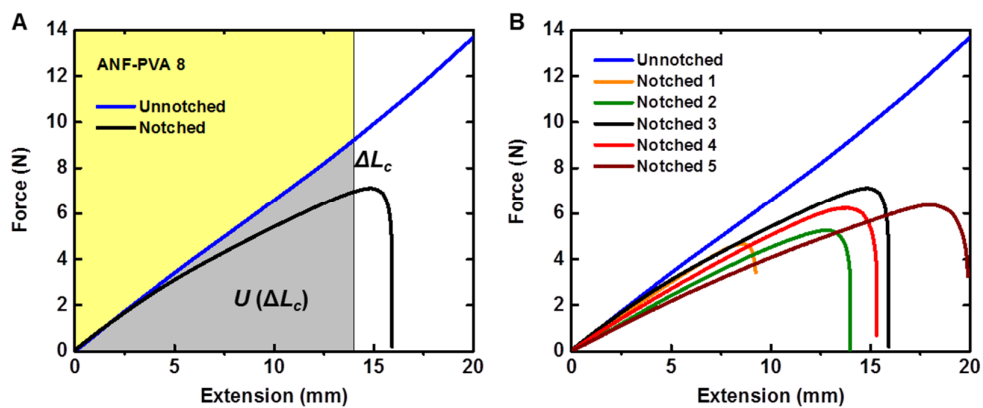 A
ANF-PVA 8
Unnotched
Notched
ΔLc
U (ΔLc)
14
12
10
8
6
4
2
0
Force (N)
0
5
10
15
20
Extension (mm)
B
Unnotched
Notched 1
Notched 2
Notched 3
Notched 4
Notched 5
14
12
10
8
6
4
2
0
Force (N)
0
5
10
15
20
Extension (mm)